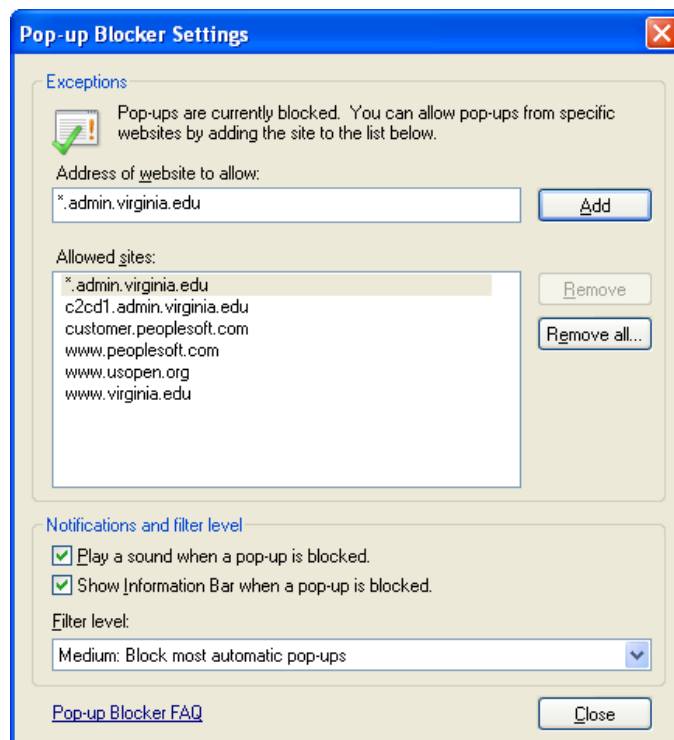 Pop-up Blocker Settings
Exceptions
Pop-ups are currently blocked. You can allow pop-ups from specific
websites by adding the site to the list below.
Address of website to allow:
*.admin.virginia.edu
Add
Allowed sites:
*.admin.virginia.edu
c2cd1.admin.virginia.edu
customer.peoplesoft.com
www.peoplesoft.com
www.usopen.org
www.virginia.edu
Remove
Remove all...
Notifications and filter level
Play a sound when a pop-up is blocked.
Show Information Bar when a pop-up is blocked.
Filter level:
Medium: Block most automatic pop-ups
Pop-up Blocker FAQ
Close